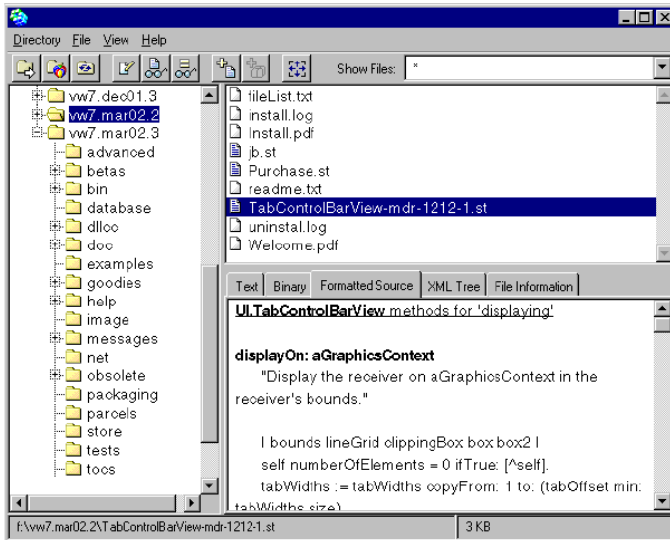 Directory File View Help
Show Files: *
vw7.dec01.3
vw7.mar02.2
vw7.mar02.3
advanced
betas
bin
database
dllcc
doc
examples
goodies
help
image
messages
net
obsolete
packaging
parcels
store
tests
tocs
fileList.txt
install.log
Install.pdf
jb.st
Purchase.st
readme.txt
TabControlBarView-mdr-1212-1.st
uninstal.log
Welcome.pdf
Text Binary Formatted Source XML Tree File Information
UI.TabControlBarView methods for 'displaying'
displayOn: aGraphicsContext
"Display the receiver on aGraphicsContext in the
receiver's bounds."
| bounds lineGrid clippingBox box box2 |
self numberOfElements = 0 ifTrue: [^self].
tabWidths := tabWidths copyFrom: 1 to: (tabOffset min:
tabWidths size)
f:\vw7.mar02.2\TabControlBarView-mdr-1212-1.st
3 KB